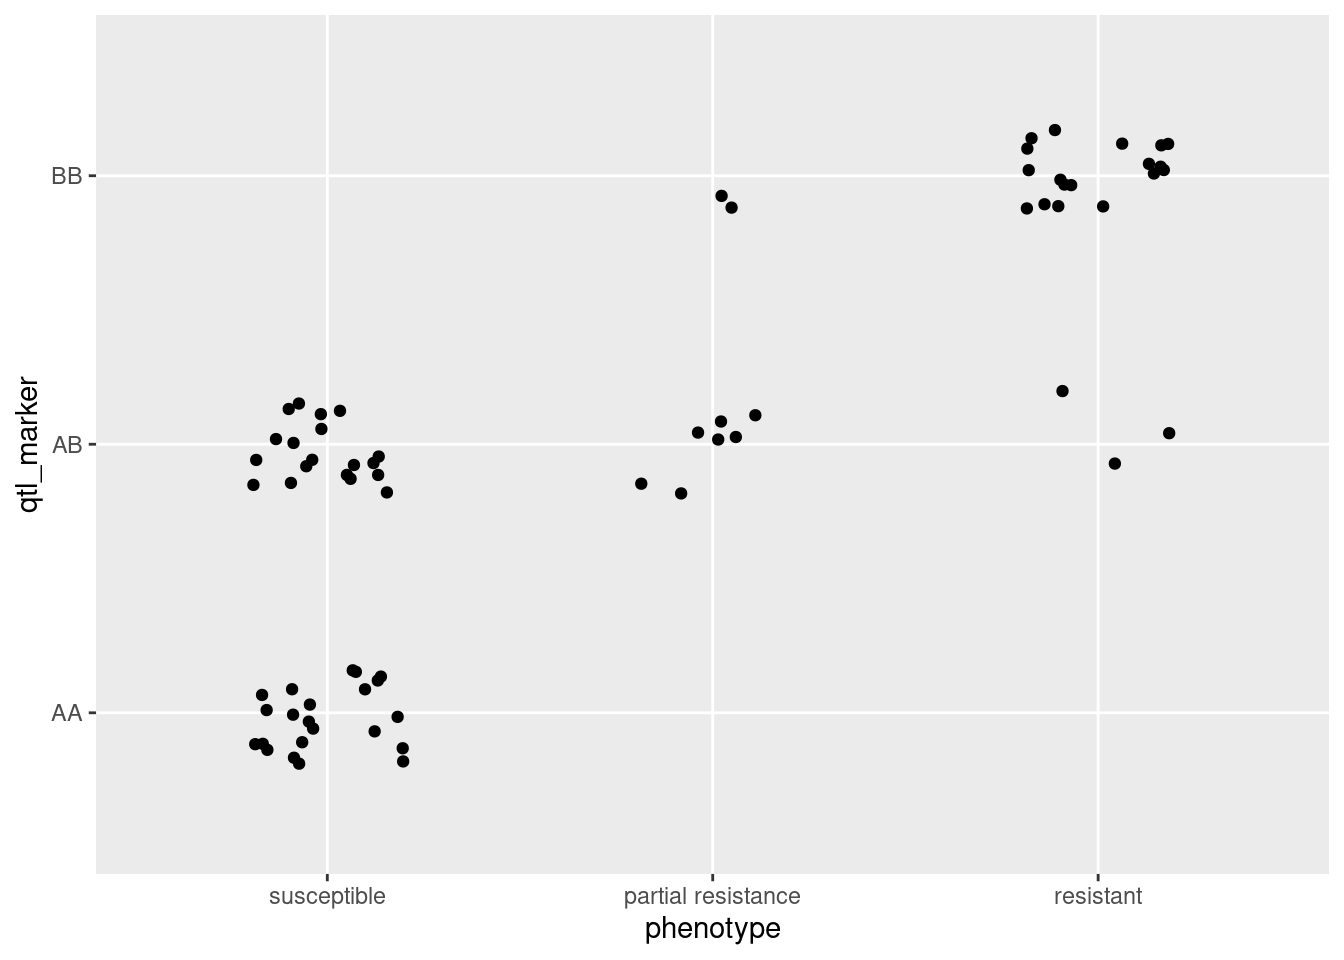 qtl_marker
BB
AB
AA
susceptible
partial resistance
resistant
phenotype